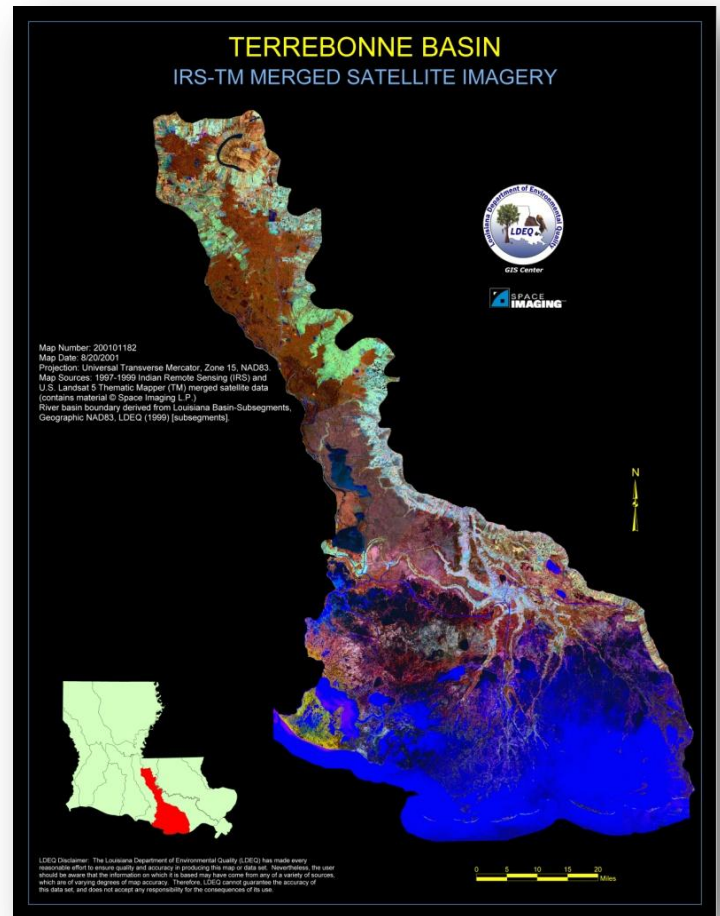 TERREBONNE BASIN
IRS-TM MERGED SATELLITE IMAGERY
Louisiana Department of Environmental Quality
LDEQ
GIS Center
SPACE
IMAGING
Map Number: 200101182
Map Date: 8/20/2001
Projection: Universal Transverse Mercator, Zone 15, NAD83.
Map Sources: 1997-1999 Indian Remote Sensing (IRS) and
U.S. Landsat 5 Thematic Mapper (TM) merged satellite data
(contains material © Space Imaging L.P.)
River basin boundary derived from Louisiana Basin-Subsegments,
Geographic NAD83, LDEQ (1999) [subsegments].
N
LDEQ Disclaimer: The Louisiana Department of Environmental Quality (LDEQ) has made every
reasonable effort to ensure quality and accuracy in producing this map or data set. Nevertheless, the user
should be aware that the information on which it is based may have come from any of a variety of sources,
which are of varying degrees of map accuracy. Therefore, LDEQ cannot guarantee the accuracy of
this data set, and does not accept any responsibility for the consequences of its use.
0 5 10 15 20
Miles